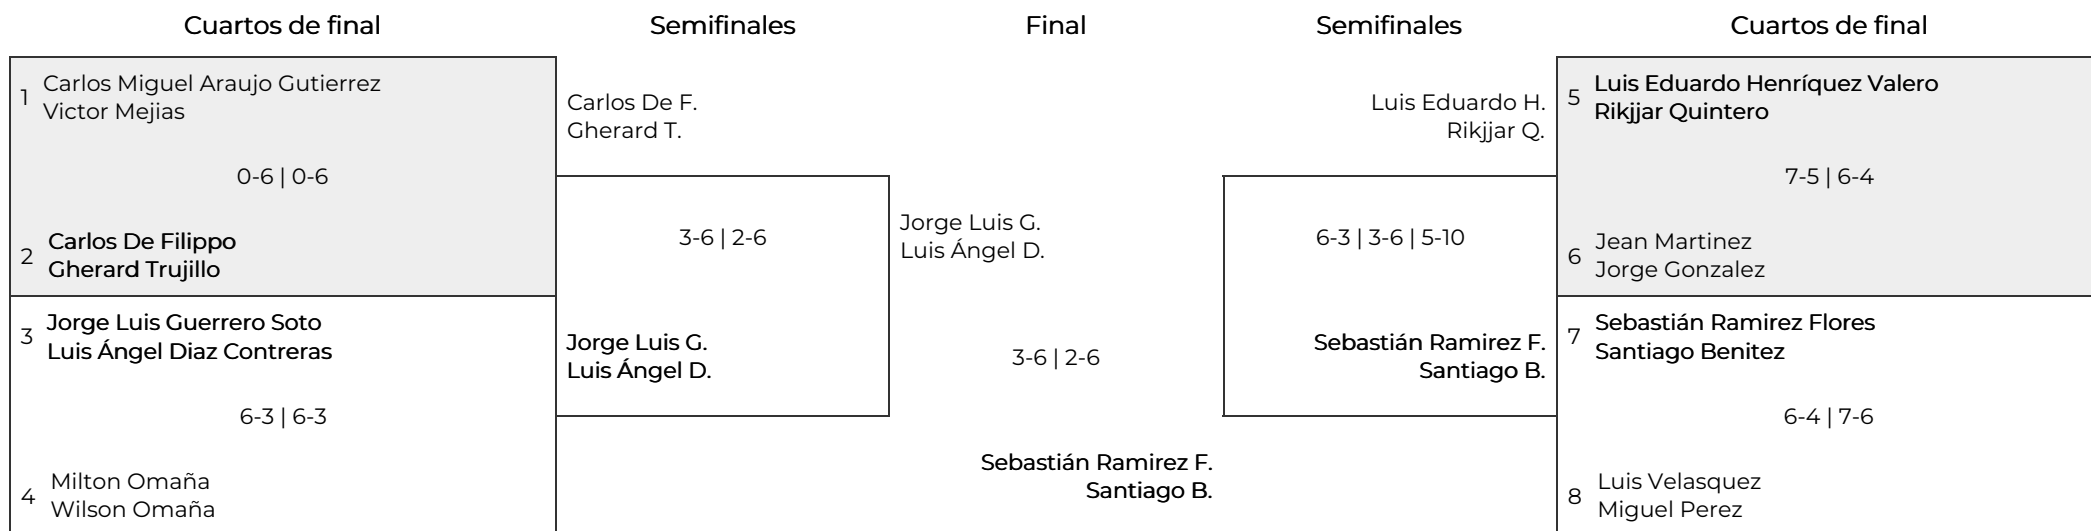 Cuartos de final
Semifinales
Final
Semifinales
Cuartos de final
1
Carlos Miguel Araujo Gutierrez
Victor Mejias
0-6 | 0-6
2
Carlos De Filippo
Gherard Trujillo
3
Jorge Luis Guerrero Soto
Luis Ángel Diaz Contreras
6-3 | 6-3
4
Milton Omaña
Wilson Omaña
Carlos De F.
Gherard T.
3-6 | 2-6
Jorge Luis G.
Luis Ángel D.
Jorge Luis G.
Luis Ángel D.
3-6 | 2-6
Sebastián Ramirez F.
Santiago B.
Luis Eduardo H.
Rikjjar Q.
6-3 | 3-6 | 5-10
Sebastián Ramirez F.
Santiago B.
5
Luis Eduardo Henríquez Valero
Rikjjar Quintero
7-5 | 6-4
6
Jean Martinez
Jorge Gonzalez
7
Sebastián Ramirez Flores
Santiago Benitez
6-4 | 7-6
8
Luis Velasquez
Miguel Perez